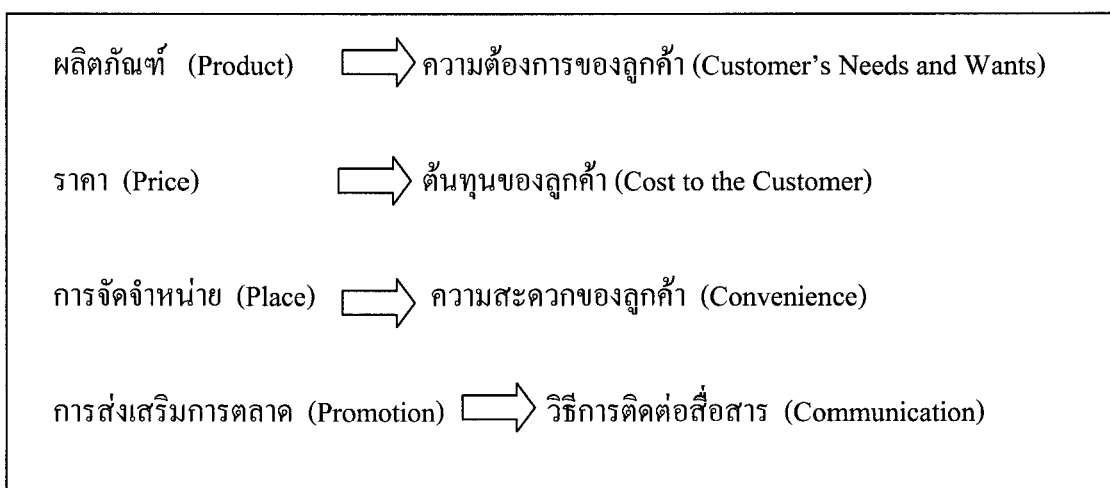 ผลิตภัณฑ์ (Product) ความต้องการของลูกค้า (Customer's Needs and Wants)
ราคา (Price) ต้นทุนของลูกค้า (Cost to the Customer)
การจัดจำหน่าย (Place) ความสะดวกของลูกค้า (Convenience)
การส่งเสริมการตลาด (Promotion) วิธีการติดต่อสื่อสาร (Communication)